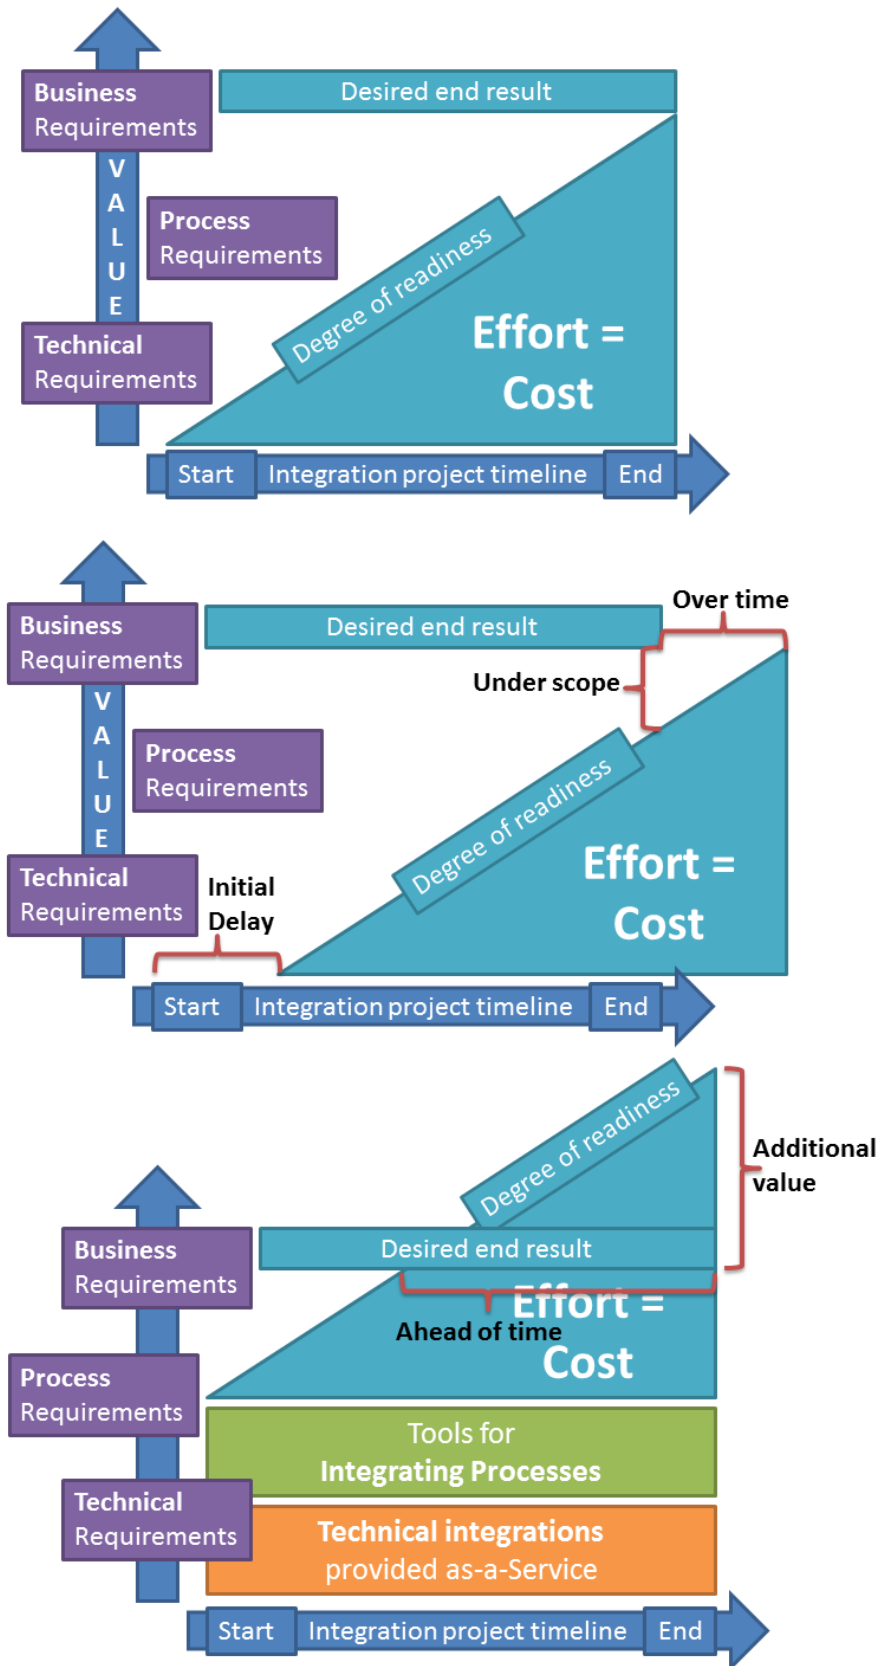 Business
Requirements
Desired end result
VALUE
Process
Requirements
Degree of readiness
Technical
Requirements
Effort =
Cost
Start
Integration project timeline
End
Over time
Business
Requirements
Desired end result
Under scope
VALUE
Process
Requirements
Degree of readiness
Technical
Requirements
Initial
Delay
Effort =
Cost
Start
Integration project timeline
End
Degree of readiness
Additional
value
Business
Requirements
Desired end result
Effort =
Cost
Ahead of time
Process
Requirements
Tools for
Integrating Processes
Technical
Requirements
Technical integrations
provided as-a-Service
Start
Integration project timeline
End